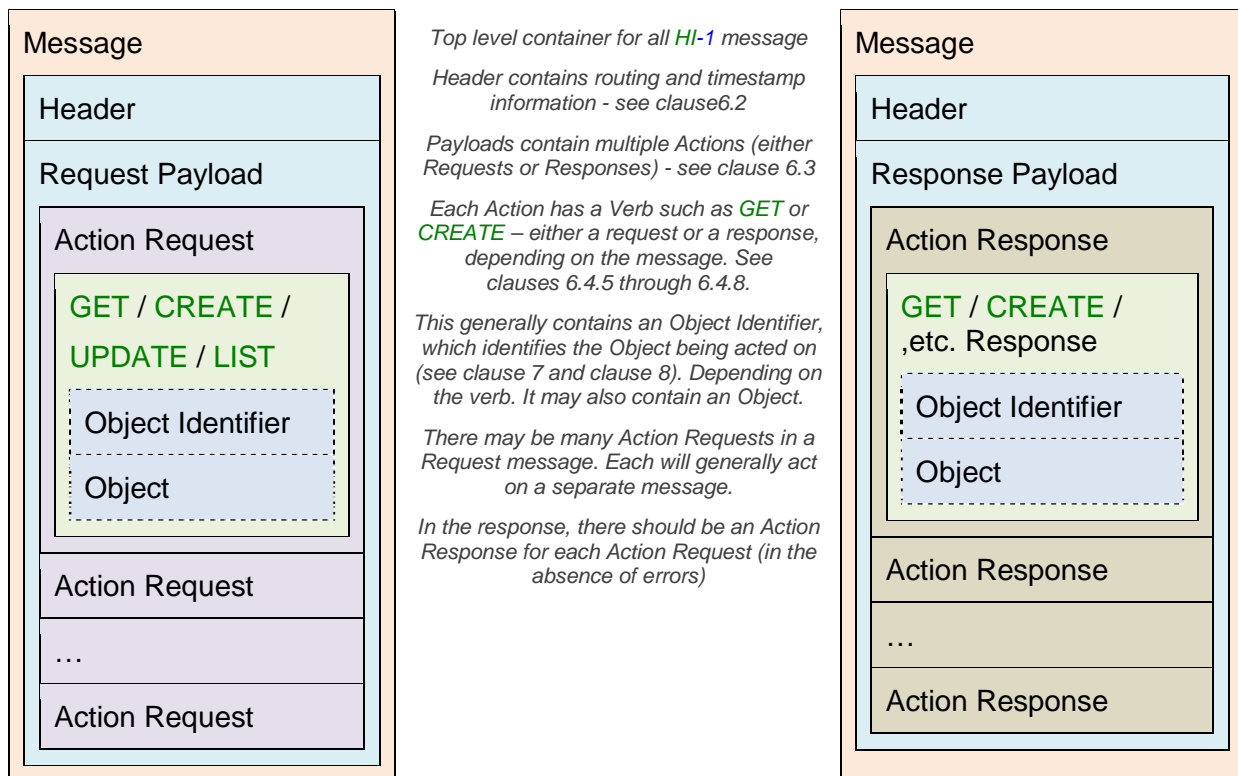 Message
Header
Request Payload
Action Request
GET / CREATE /
UPDATE / LIST
Object Identifier
Object
Action Request
…
Action Request
Top level container for all HI-1 message
Header contains routing and timestamp
information - see clause6.2
Payloads contain multiple Actions (either
Requests or Responses) - see clause 6.3
Each Action has a Verb such as GET or
CREATE – either a request or a response,
depending on the message. See
clauses 6.4.5 through 6.4.8.
This generally contains an Object Identifier,
which identifies the Object being acted on
(see clause 7 and clause 8). Depending on
the verb. It may also contain an Object.
There may be many Action Requests in a
Request message. Each will generally act
on a separate message.
In the response, there should be an Action
Response for each Action Request (in the
absence of errors)
Message
Header
Response Payload
Action Response
GET / CREATE /
,etc. Response
Object Identifier
Object
Action Response
…
Action Response